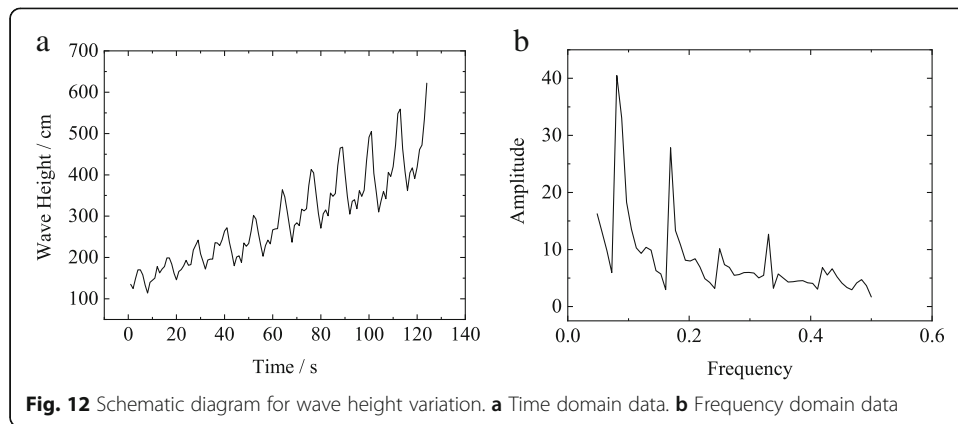 a
700
600
500
400
300
200
100
Wave Height / cm
0 20 40 60 80 100 120 140
Time / s
b
40
30
20
10
0
Amplitude
0.0 0.2 0.4 0.6
Frequency
Fig. 12 Schematic diagram for wave height variation. a Time domain data. b Frequency domain data